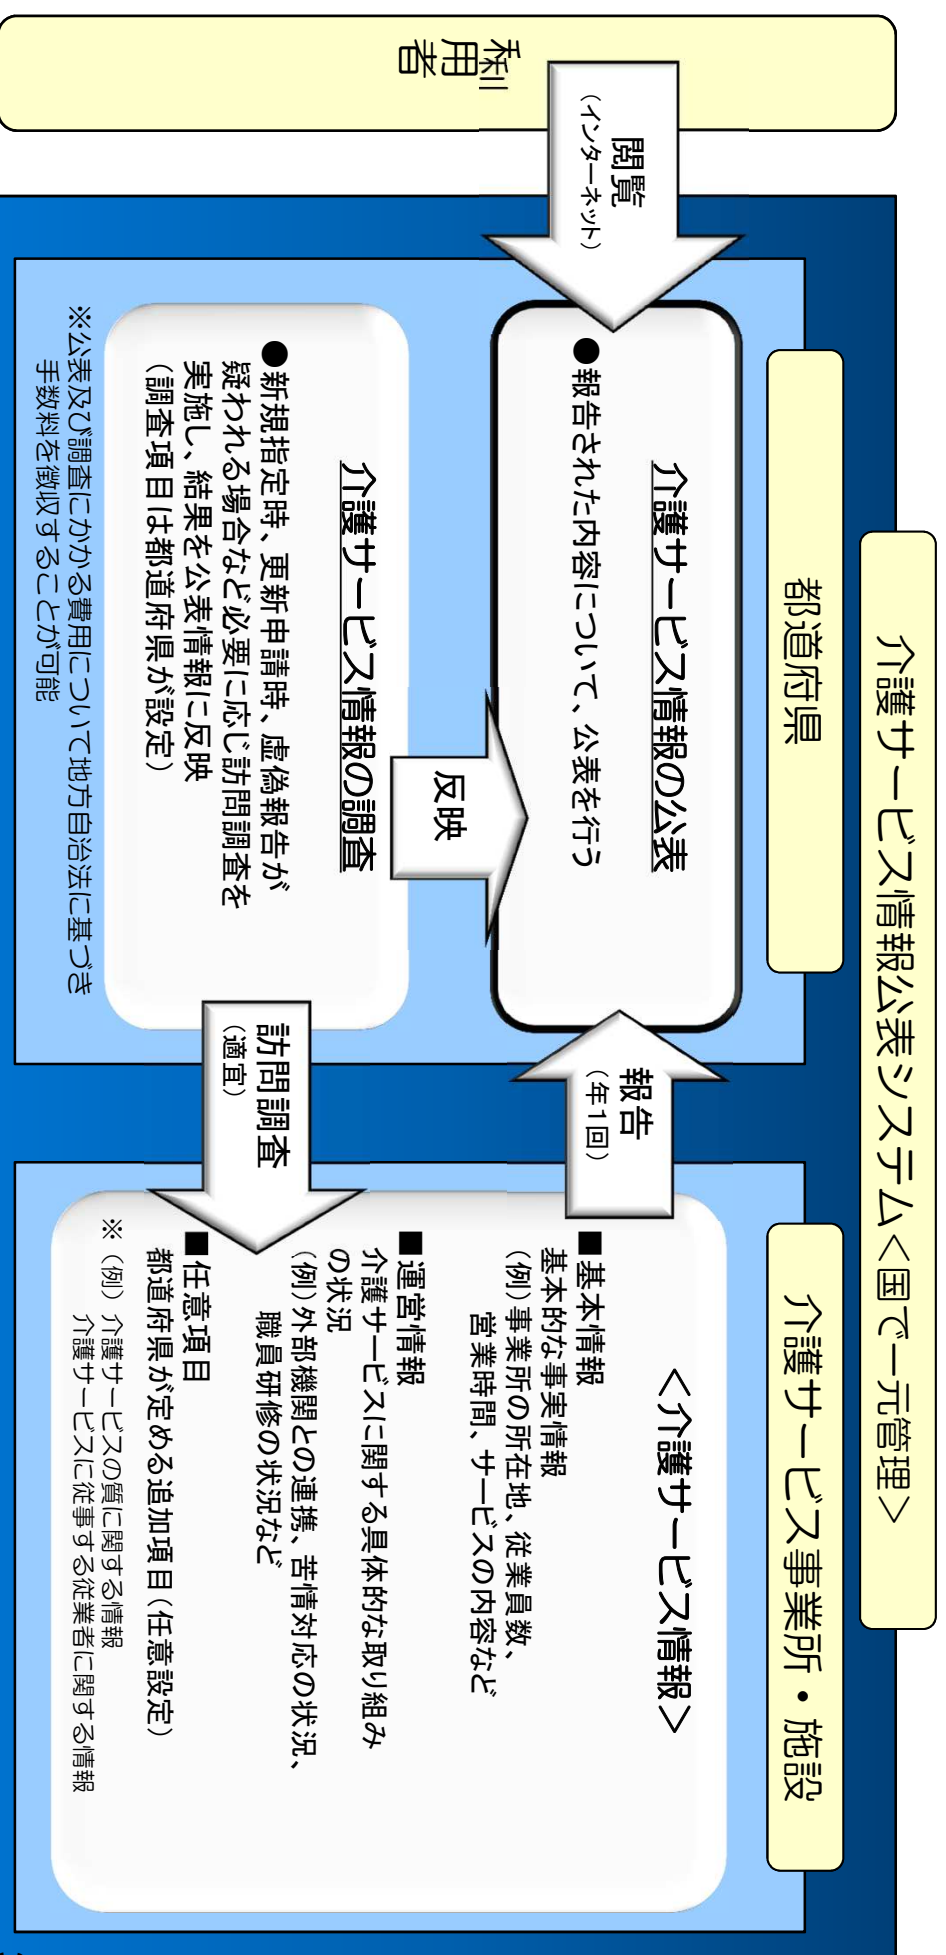 介護サービス情報公表システム＜国で一元管理＞
利用者
閲覧
（インターネット）
都道府県
介護サービス情報の公表
●報告された内容について、公表を行う
反映
介護サービス情報の調査
●新規指定時、更新申請時、虚偽報告が
疑われる場合など必要に応じ訪問調査を
実施し、結果を公表情報に反映
（調査項目は都道府県が設定）
※公表及び調査にかかる費用について地方自治法に基づき
手数料を徴収することが可能
報告
（年1回）
訪問調査
（適宜）
介護サービス事業所・施設
＜介護サービス情報＞
■基本情報
基本的な事実情報
（例）事業所の所在地、従業員数、
営業時間、サービスの内容など
■運営情報
介護サービスに関する具体的な取り組み
の状況
（例）外部機関との連携、苦情対応の状況、
職員研修の状況など
■任意項目
都道府県が定める追加項目（任意設定）
※（例）介護サービスの質に関する情報
介護サービスに従事する従業者に関する情報